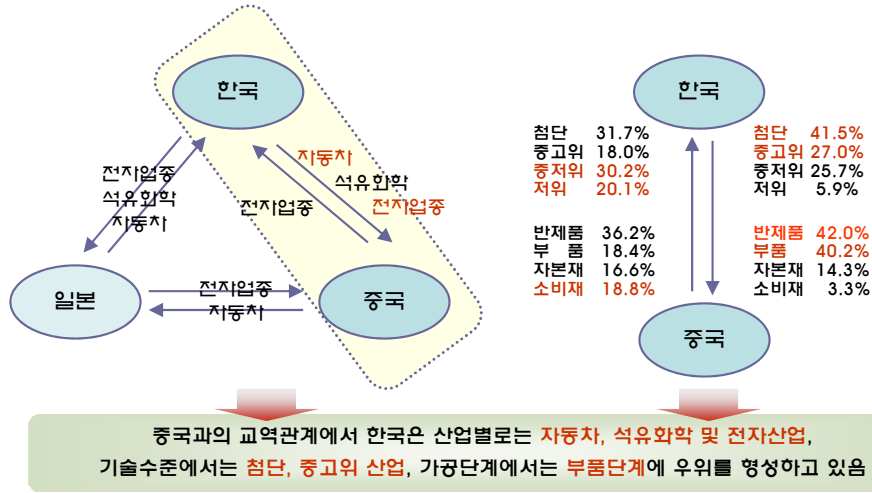 한국
자동차
석유화학
전자업종
전자업종
석유화학
자동차
전자업종
일본
전자업종
자동차
중국
한국
첨단 31.7%
중고위 18.0%
중저위 30.2%
저위 20.1%
첨단 41.5%
중고위 27.0%
중저위 25.7%
저위 5.9%
반제품 36.2%
부 품 18.4%
자본재 16.6%
소비재 18.8%
반제품 42.0%
부품 40.2%
자본재 14.3%
소비재 3.3%
중국
중국과의 교역관계에서 한국은 산업별로는 자동차, 석유화학 및 전자산업,
기술수준에서는 첨단, 중고위 산업, 가공단계에서는 부품단계에 우위를 형성하고 있음